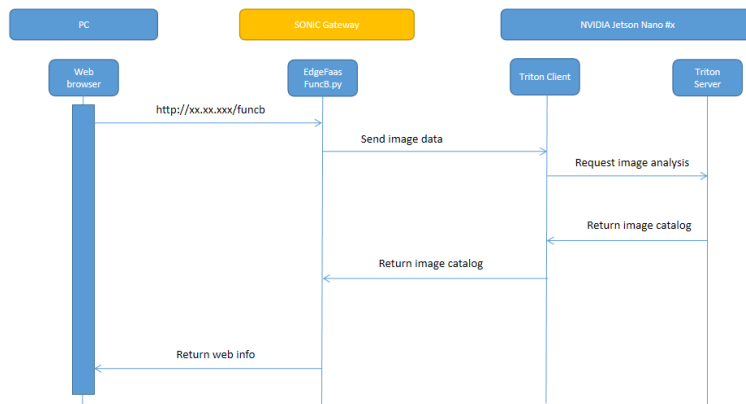 PC
SONiC Gateway
NVIDIA Jetson Nano #x
Web
browser
EdgeFaas
FuncB.py
Triton Client
Triton
Server
http://xx.xx.xxx/funcb
Send image data
Request image analysis
Return image catalog
Return image catalog
Return web info